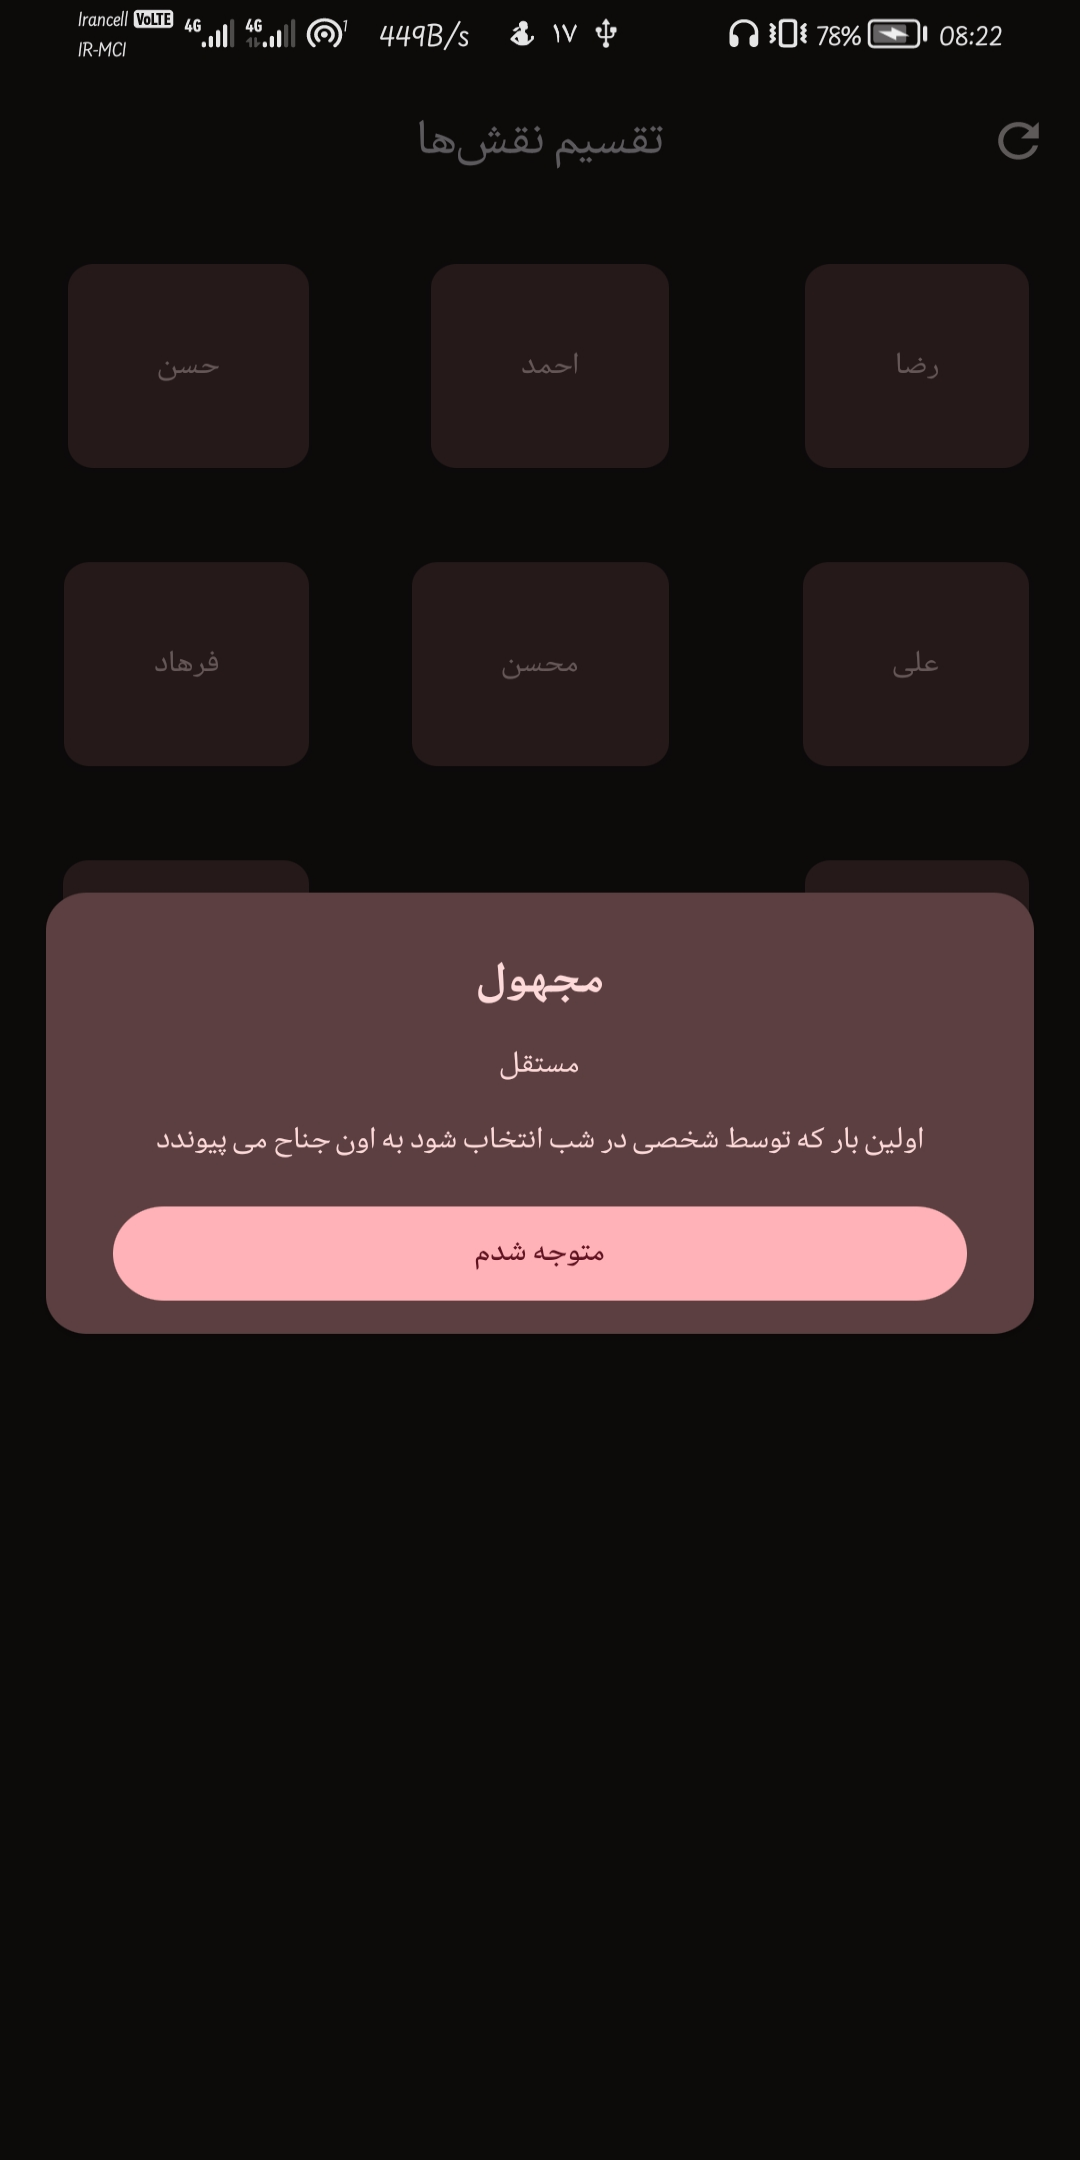 Irancell VoLTE 4G 4G 1 449B/s ۱۷ 78% 08:22
IR-MCI
تقسیم نقش‌ها
رضا احمد حسن
علی محسن فرهاد
مجهول
مستقل
اولین بار که توسط شخصی در شب انتخاب شود به اون جناح می پیوندد
متوجه شدم